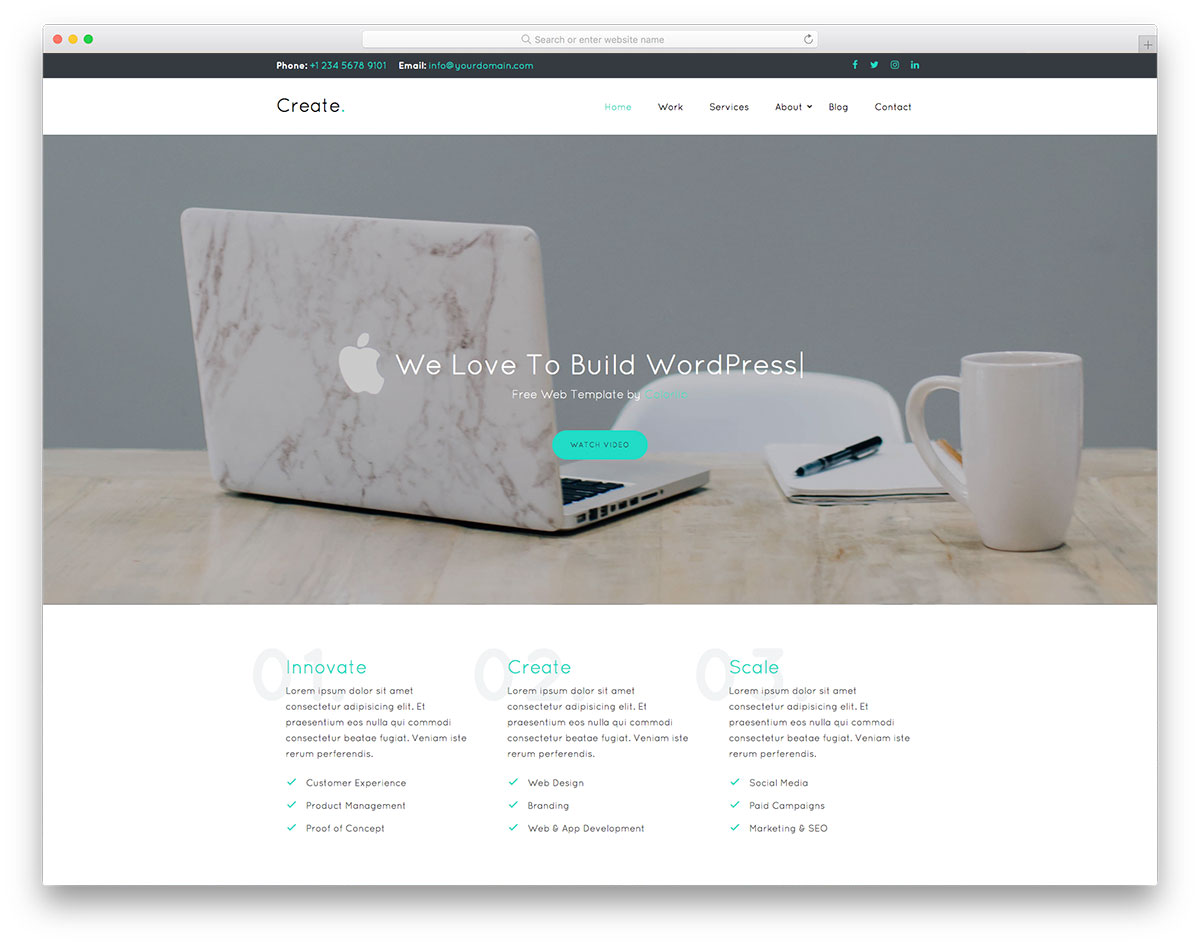 Search or enter website name
Phone: +1 234 5678 9101 Email: info@yourdomain.com
Create.
Home Work Services About Blog Contact
We Love To Build WordPress|
Free Web Template by Colorlib
WATCH VIDEO
01 02 03
Innovate Create Scale
Lorem ipsum dolor sit amet
consectetur adipisicing elit. Et
praesentium eos nulla qui commodi
consectetur beatae fugiat. Veniam iste
rerum perferendis.
Customer Experience
Product Management
Proof of Concept
Lorem ipsum dolor sit amet
consectetur adipisicing elit. Et
praesentium eos nulla qui commodi
consectetur beatae fugiat. Veniam iste
rerum perferendis.
Web Design
Branding
Web & App Development
Lorem ipsum dolor sit amet
consectetur adipisicing elit. Et
praesentium eos nulla qui commodi
consectetur beatae fugiat. Veniam iste
rerum perferendis.
Social Media
Paid Campaigns
Marketing & SEO